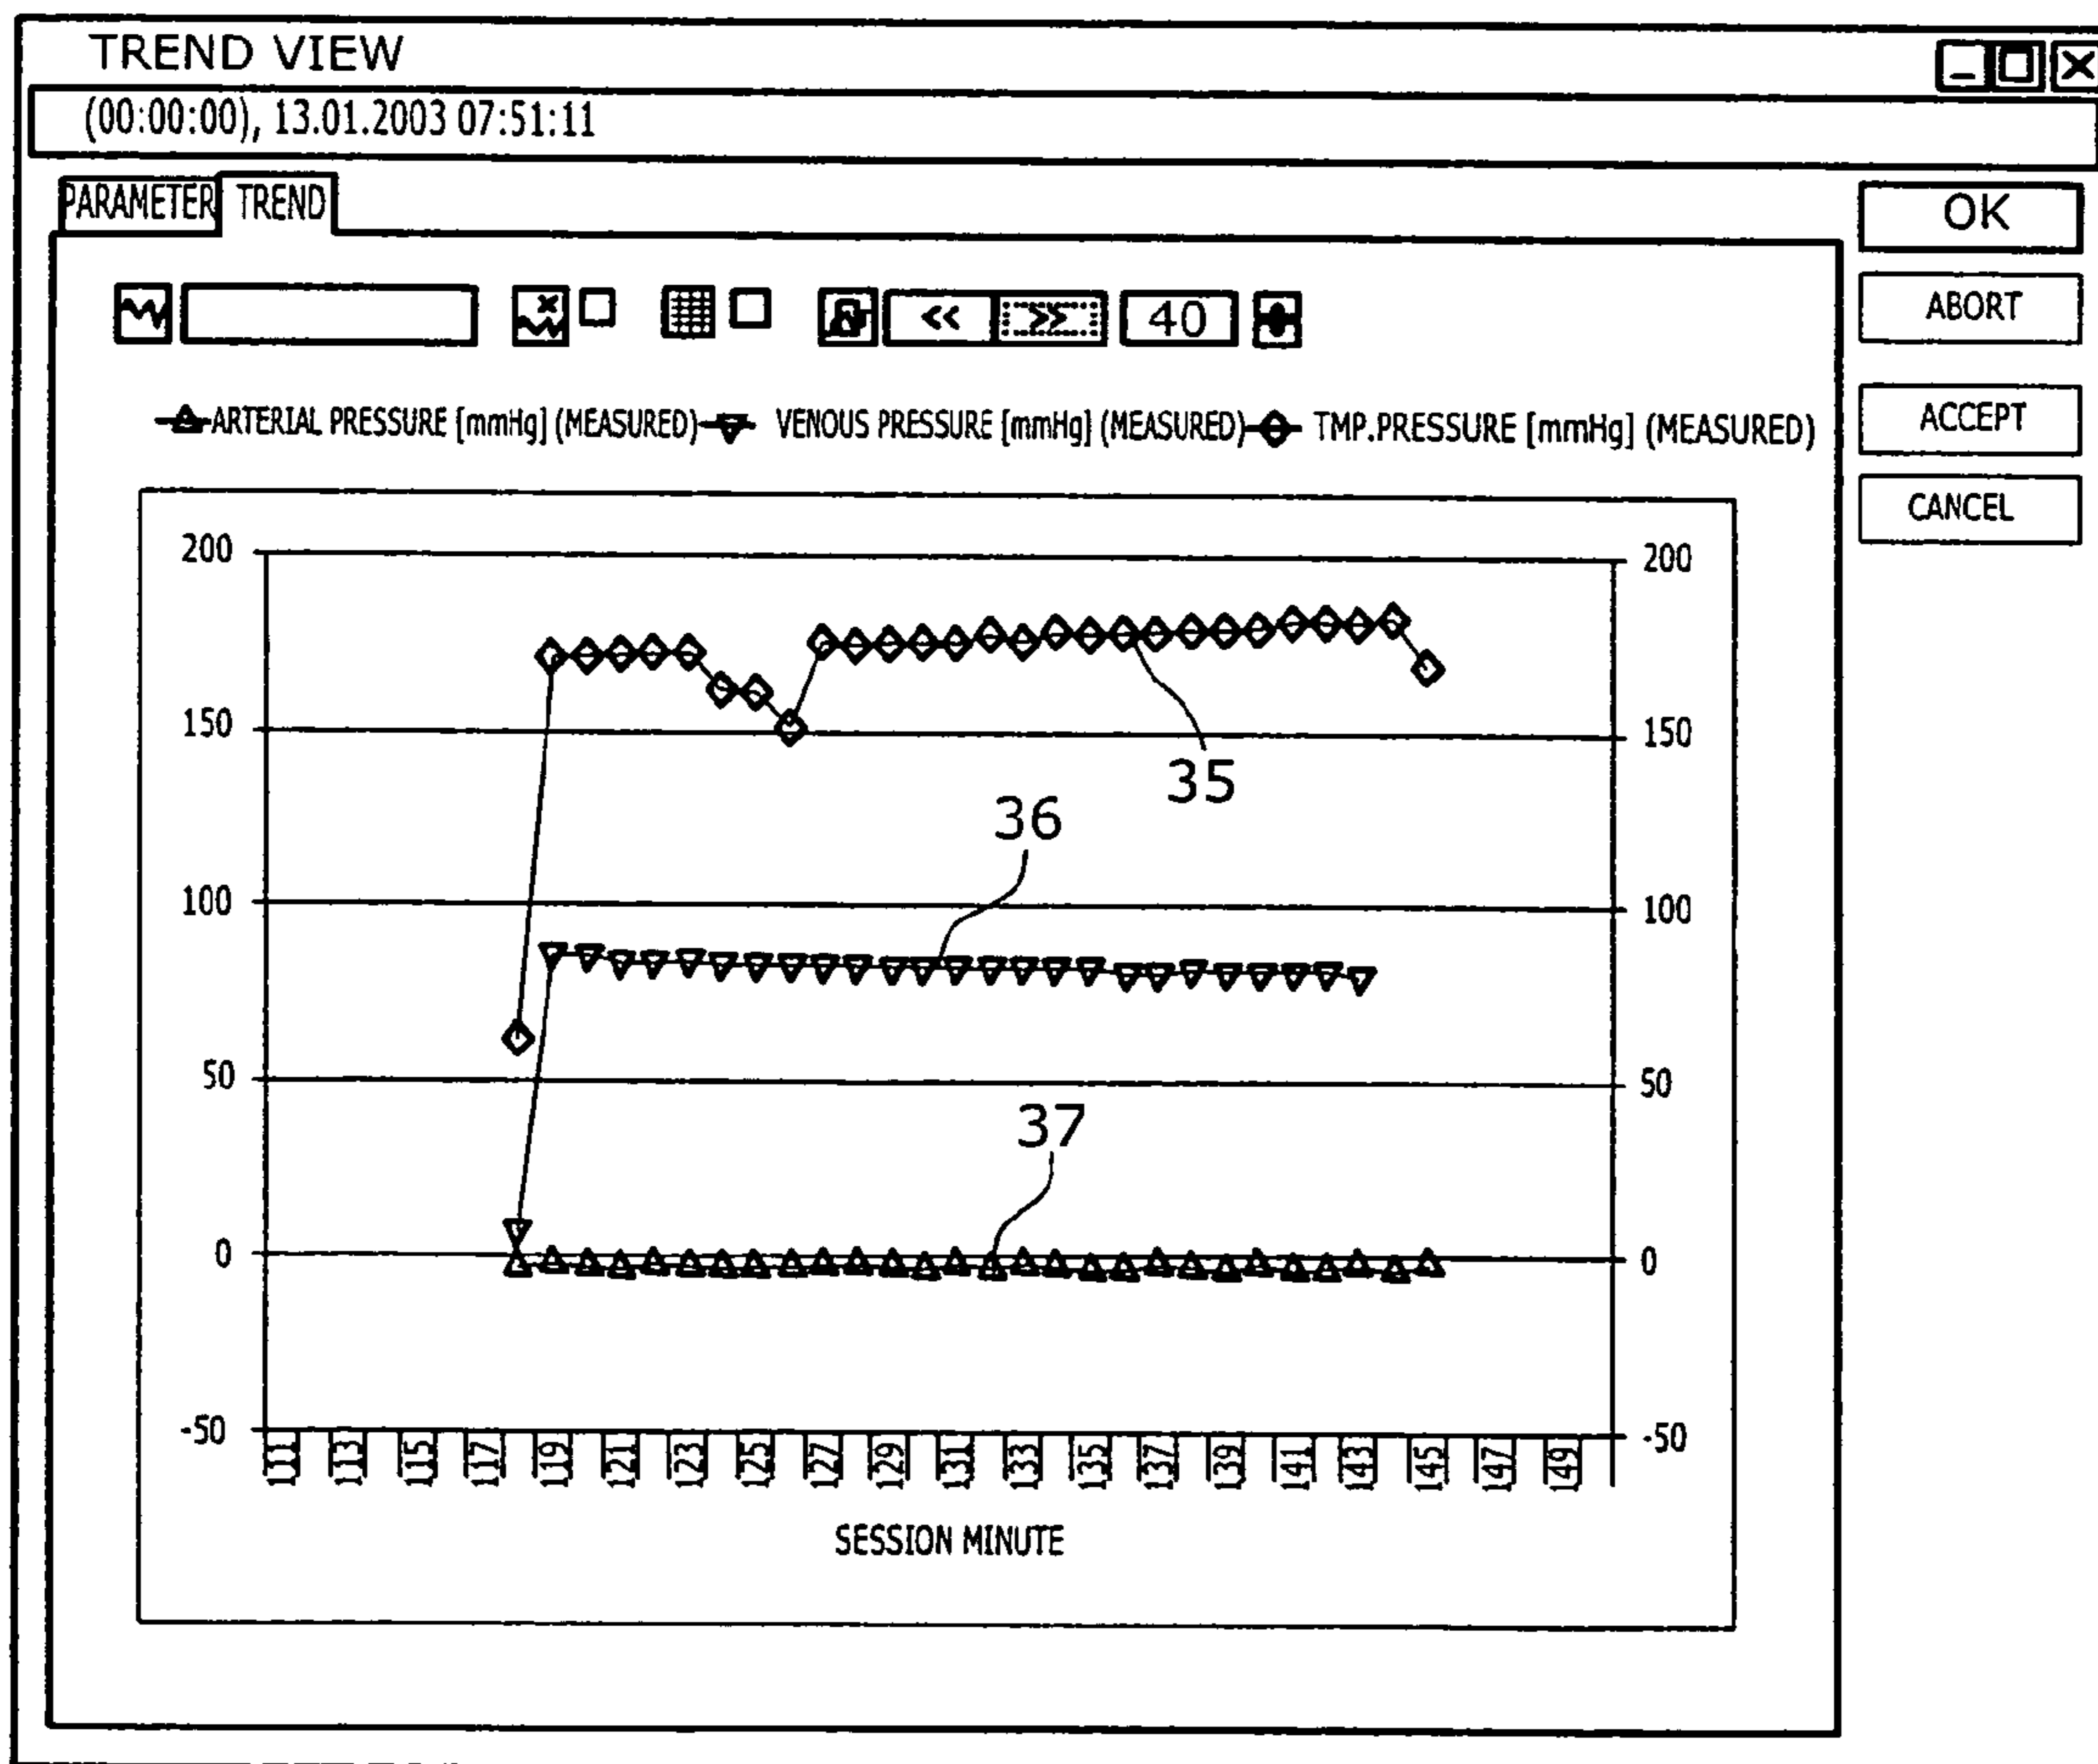 TREND VIEW
(00:00:00), 13.01.2003 07:51:11
PARAMETER TREND
OK
ABORT
ACCEPT
CANCEL
<< >> 40
ARTERIAL PRESSURE [mmHg] (MEASURED) VENOUS PRESSURE [mmHg] (MEASURED) TMP.PRESSURE [mmHg] (MEASURED)
200 200
150 150
35
36
100 100
50 50
37
0 0
-50 -50
111 113 115 117 119 121 123 125 127 129 131 133 135 137 139 141 143 145 147 149
SESSION MINUTE